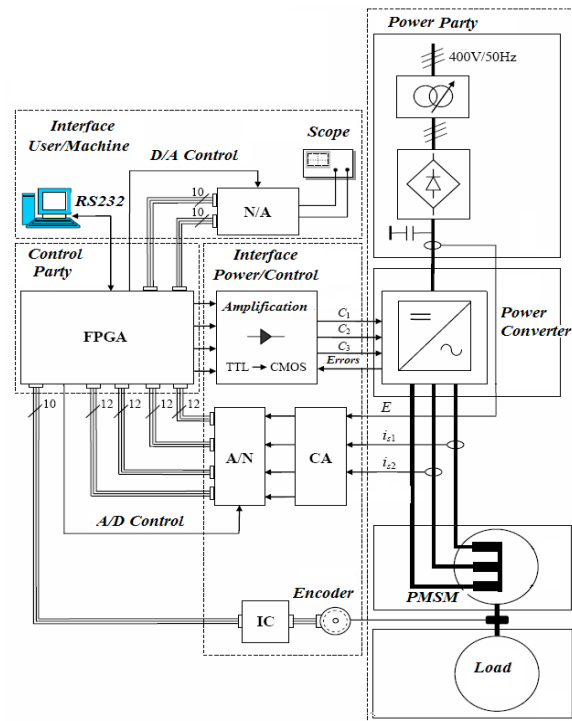 Power Party
400V/50Hz
Interface
User/Machine
Scope
D/A Control
RS232
10
10
N/A
Control
Party
Interface
Power/Control
FPGA
Amplification
TTL → CMOS
C1
C2
C3
Errors
Power
Converter
10
12
12
12
12
A/N
CA
E
is1
is2
A/D Control
Encoder
IC
PMSM
Load